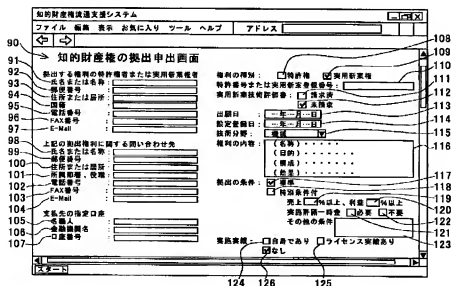 知的財産権流通支援システム
ファイル 編集 表示 お気に入り ツール ヘルプ アドレス
90 知的財産権の拠出申出画面
91 拠出する権利の特許権者または実用新案権者
92 氏名または名称:
93 郵便番号:
94 住所または居所:
95 国籍:
96 電話番号:
97 FAX番号:
E-Mail:
98 上記の拠出権利に関する問い合わせ先
99 氏名または名称:
100 郵便番号:
101 住所または居所:
102 所属部署、役職:
103 電話番号:
FAX番号:
E-Mail:
104 支払先の指定口座
105 名義人:
106 金融機関名:
107 口座番号:
権利の種別: 特許権 実用新案権
特許番号または実用新案登録番号:
実用新案技術評価書: 請求済
未請求
出願日: …年…月…日
設定登録日: …年…月…日
技術分野: 機械
権利の内容: (名称)・・・・・
(目的)・・・・・
(構成)・・・・・
(効果)・・・・・
拠出の条件: 標準
特別条件付
売上 %以上、利益 %以上
実施許諾一時金 必要 不要
その他の条件
実施実績: 自身であり ライセンス実績あり
なし
108
109
110
111
112
113
114
115
116
117
118
119
120
121
122
123
124 126 125
スタート